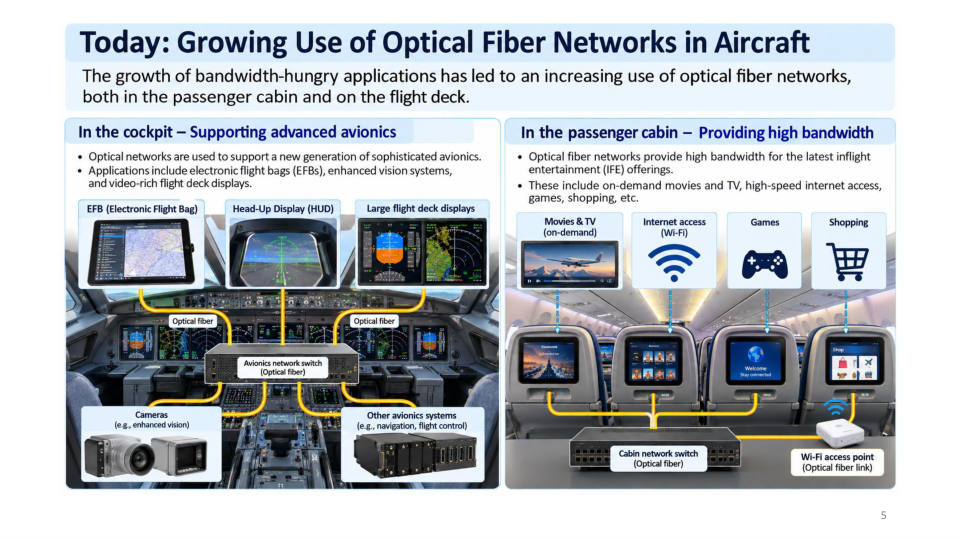 Today: Growing Use of Optical Fiber Networks in Aircraft
The growth of bandwidth-hungry applications has led to an increasing use of optical fiber networks,
both in the passenger cabin and on the flight deck.
In the cockpit – Supporting advanced avionics
• Optical networks are used to support a new generation of sophisticated avionics.
• Applications include electronic flight bags (EFBs), enhanced vision systems,
and video-rich flight deck displays.
EFB (Electronic Flight Bag)
Head-Up Display (HUD)
Large flight deck displays
Optical fiber
Optical fiber
Avionics network switch
(Optical fiber)
Cameras
(e.g., enhanced vision)
Other avionics systems
(e.g., navigation, flight control)
In the passenger cabin – Providing high bandwidth
• Optical fiber networks provide high bandwidth for the latest inflight
entertainment (IFE) offerings.
• These include on-demand movies and TV, high-speed internet access,
games, shopping, etc.
Movies & TV
(on-demand)
Internet access
(Wi-Fi)
Games
Shopping
Welcome
Stay connected
Shop
Cabin network switch
(Optical fiber)
Wi-Fi access point
(Optical fiber link)
5